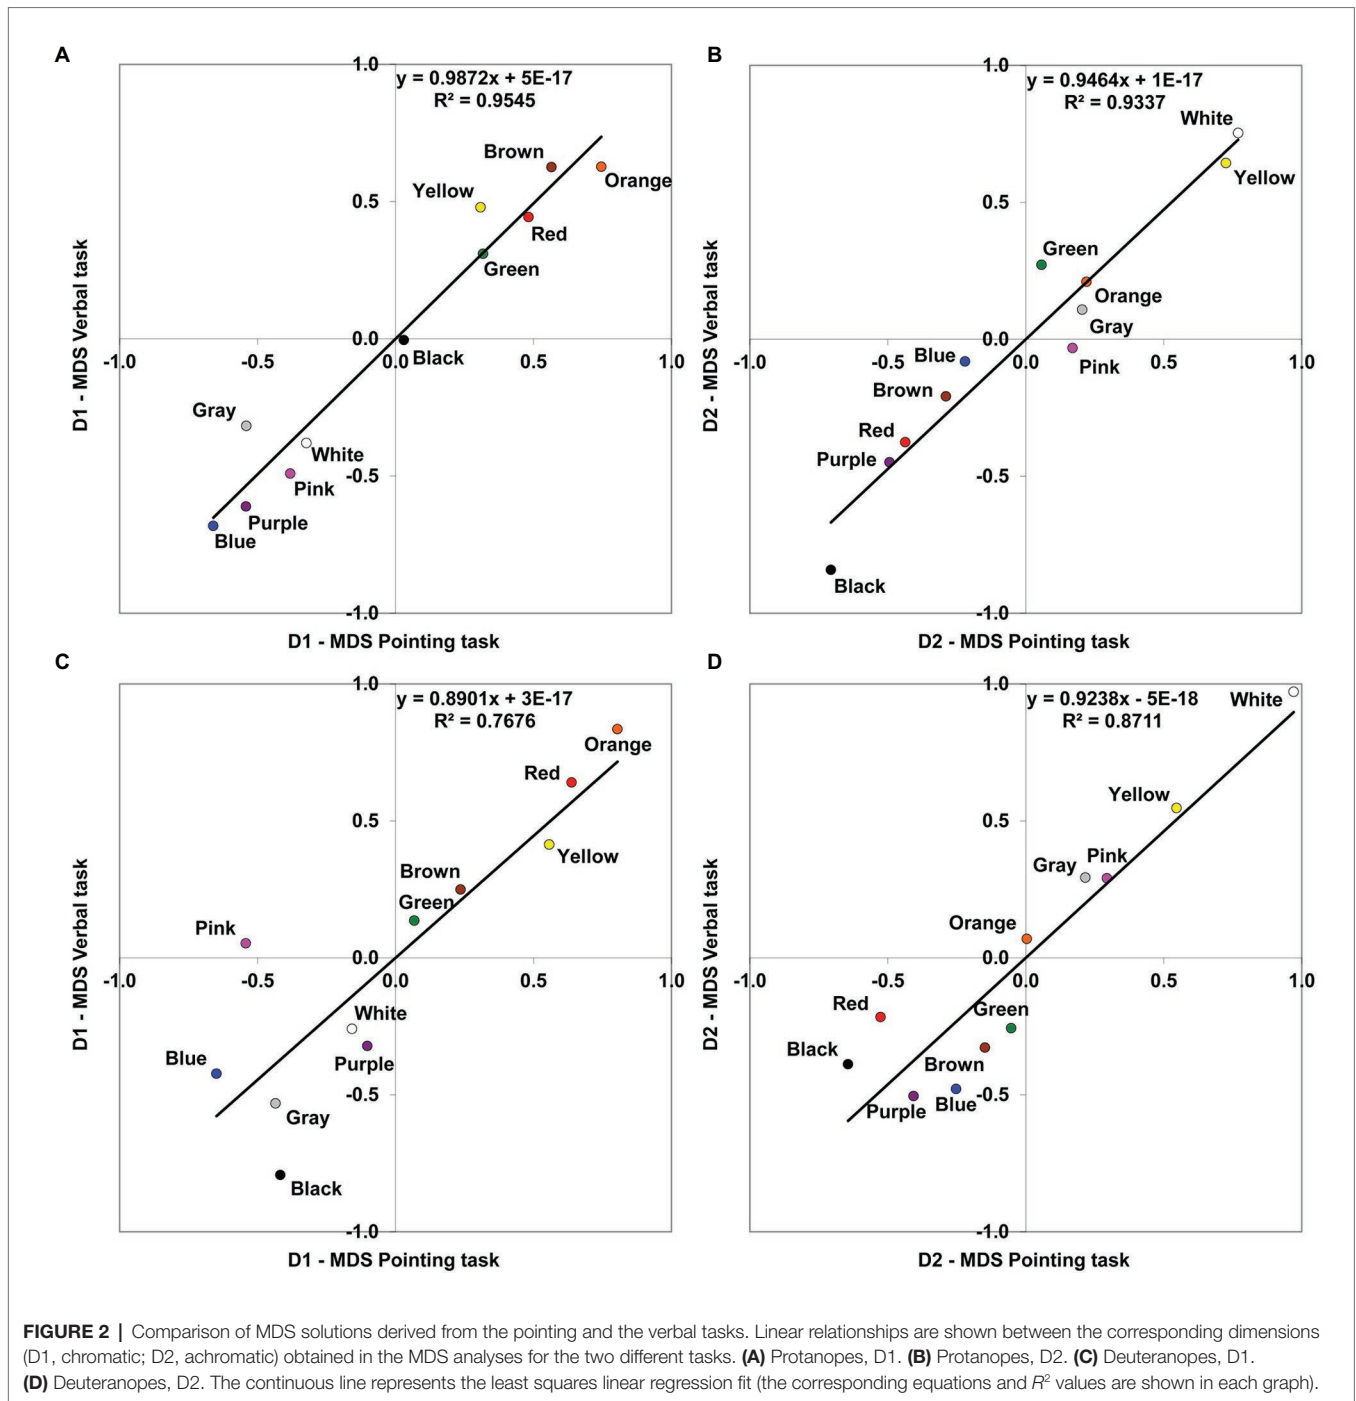 A
y = 0.9872x + 5E-17
R² = 0.9545
1.0
0.5
0.0
-0.5
-1.0
-1.0
-0.5
0.5
1.0
Brown
Orange
Yellow
Red
Green
Black
Gray
White
Pink
Purple
Blue
D1 - MDS Verbal task
D1 - MDS Pointing task
B
y = 0.9464x + 1E-17
R² = 0.9337
1.0
0.5
0.0
-0.5
-1.0
-1.0
-0.5
0.5
1.0
White
Yellow
Green
Orange
Gray
Pink
Blue
Brown
Red
Purple
Black
D2 - MDS Verbal task
D2 - MDS Pointing task
C
y = 0.8901x + 3E-17
R² = 0.7676
1.0
0.5
0.0
-0.5
-1.0
-1.0
-0.5
0.0
0.5
1.0
Orange
Red
Yellow
Brown
Green
Pink
White
Purple
Blue
Gray
Black
D1 - MDS Verbal task
D1 - MDS Pointing task
D
y = 0.9238x - 5E-18
R² = 0.8711
1.0
0.5
0.0
-0.5
-1.0
-1.0
-0.5
0.0
0.5
1.0
White
Yellow
Gray
Pink
Orange
Red
Green
Black
Brown
Purple
Blue
D2 - MDS Verbal task
D2 - MDS Pointing task
FIGURE 2 | Comparison of MDS solutions derived from the pointing and the verbal tasks. Linear relationships are shown between the corresponding dimensions
(D1, chromatic; D2, achromatic) obtained in the MDS analyses for the two different tasks. (A) Protanopes, D1. (B) Protanopes, D2. (C) Deuteranopes, D1.
(D) Deuteranopes, D2. The continuous line represents the least squares linear regression fit (the corresponding equations and R² values are shown in each graph).